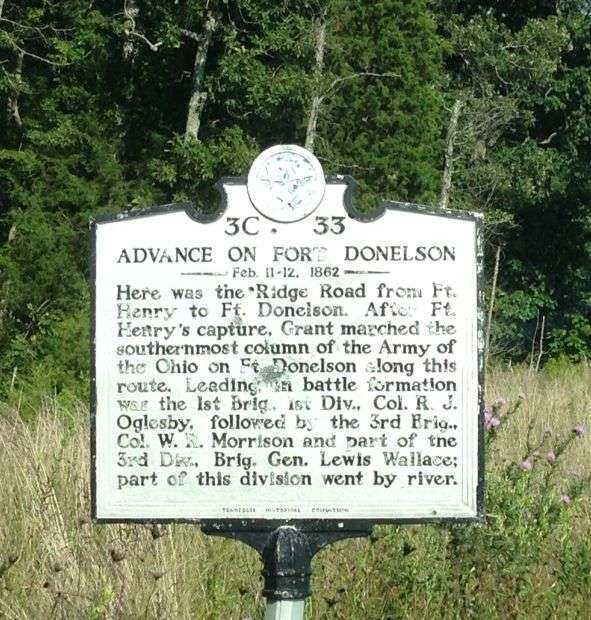 3C . 33
ADVANCE ON FORT DONELSON
Feb. 11-12, 1862
Here was the Ridge Road from Ft.
Henry to Ft. Donelson. After Ft.
Henry's capture, Grant marched the
southernmost column of the Army of
the Ohio on Ft. Donelson along this
route. Leading in battle formation
was the 1st Brig., 1st Div., Col. R. J.
Oglesby, followed by the 3rd Brig.,
Col. W. R. Morrison and part of the
3rd Div., Brig. Gen. Lewis Wallace;
part of this division went by river.
TENNESSEE HISTORICAL COMMISSION